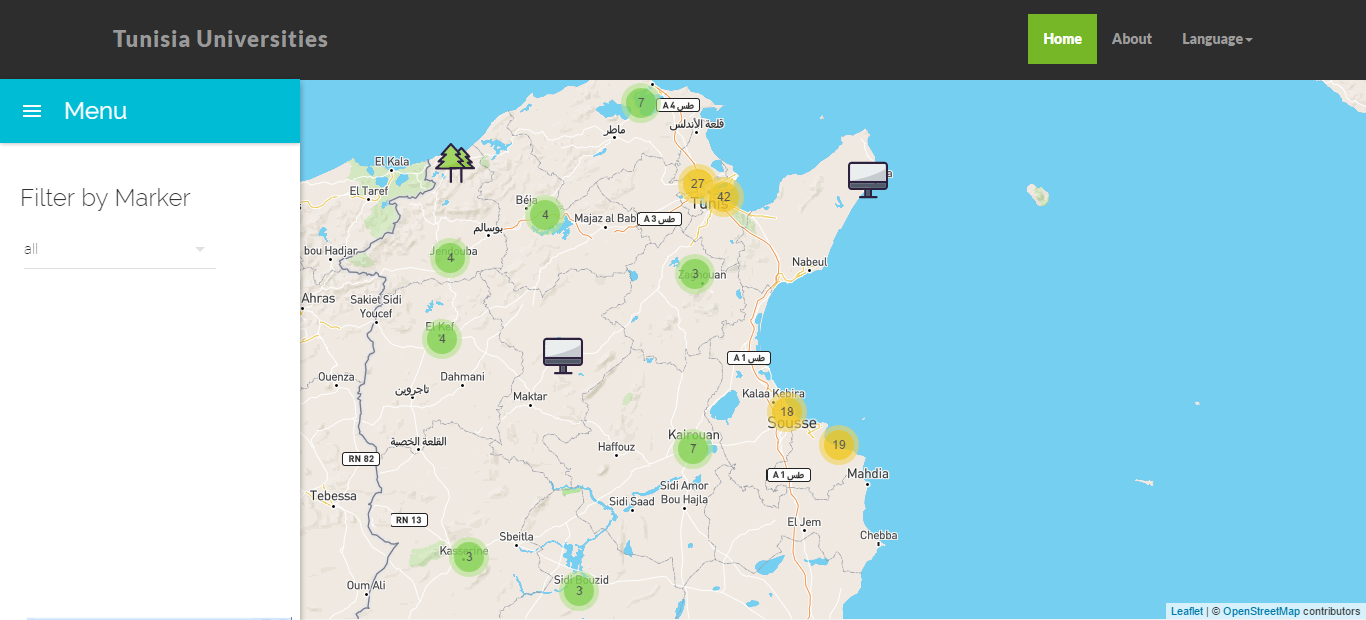 Tunisia Universities
Home
About
Language
Menu
Filter by Marker
all
7
طس A 4
ماطر
قلعة الأندلس
El Kala
El Taref
27
42
Tunis
Béja
4
Majaz al Bab
طس A 3
بوسالم
bou Hadjar
Jendouba
4
Nabeul
3
Zaghouan
Ahras
Sakiet Sidi
Youcef
El Kef
4
طس A 1
Ouenza
Dahmani
تاجروين
Maktar
Kalaa Kebira
18
Sousse
القلعة الخصبة
Kairouan
7
19
Haffouz
RN 82
طس A 1
Mahdia
Tebessa
Sidi Saad
Sidi Amor
Bou Hajla
RN 13
El Jem
Sbeitla
Chebba
Kasserine
3
Oum Ali
Sidi Bouzid
3
Leaflet | © OpenStreetMap contributors